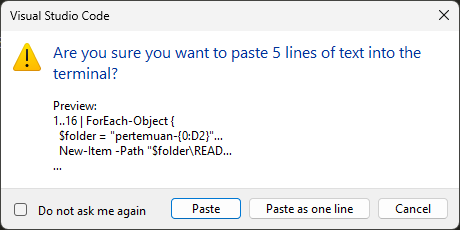 Visual Studio Code
Are you sure you want to paste 5 lines of text into the
terminal?
Preview:
1..16 | ForEach-Object {
$folder = "pertemuan-{0:D2}"...
New-Item -Path "$folder\READ...
...
Do not ask me again
Paste
Paste as one line
Cancel